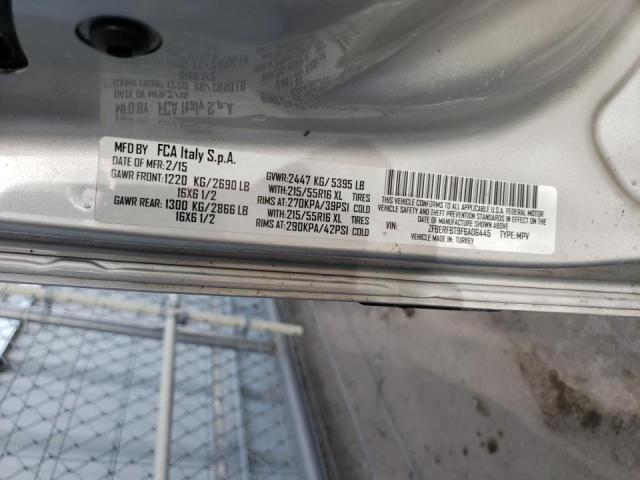 MFD BY FCA Italy S.p.A.
DATE OF MFR: 2/15 GVWR: 2447 KG/ 5395 LB
GAWR FRONT: 1220 KG/2690 LB WITH: 215/55R16 XL TIRES
16X6 1/2 RIMS AT: 270KPA/39PSI COLD
GAWR REAR: 1300 KG/2866 LB WITH: 215/55R16 XL TIRES
16X6 1/2 RIMS AT: 290KPA/42PSI COLD
THIS VEHICLE CONFORMS TO ALL APPLICABLE U.S.A. FEDERAL MOTOR
VEHICLE SAFETY AND THEFT PREVENTION STANDARDS IN EFFECT ON THE
DATE OF MANUFACTURE SHOWN ABOVE
VIN: ZFBERFBT9F6A06445 TYPE: MPV
VEHICLE MADE IN: TURKEY